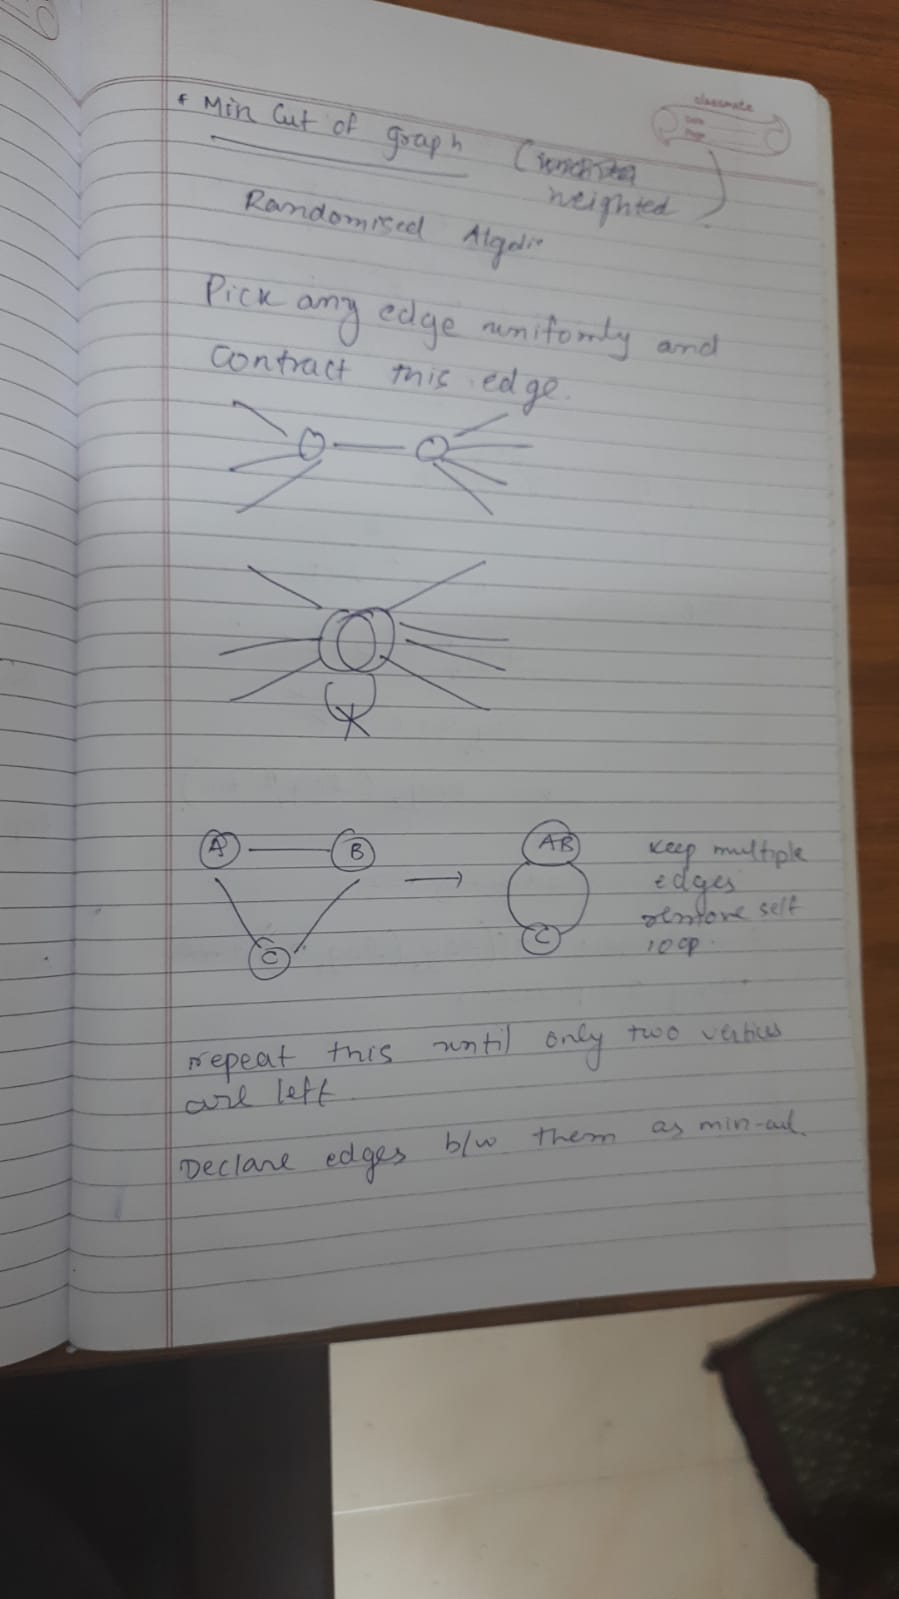 * Min Cut of graph (
weighted)
Randomised Algo
Pick any edge uniformly and
contract this edge.
A B AB
C C
Keep multiple
edges
remove self
loop.
repeat this until only two vertices
are left
Declare edges b/w them as min-cut.
classmate
Date
Page